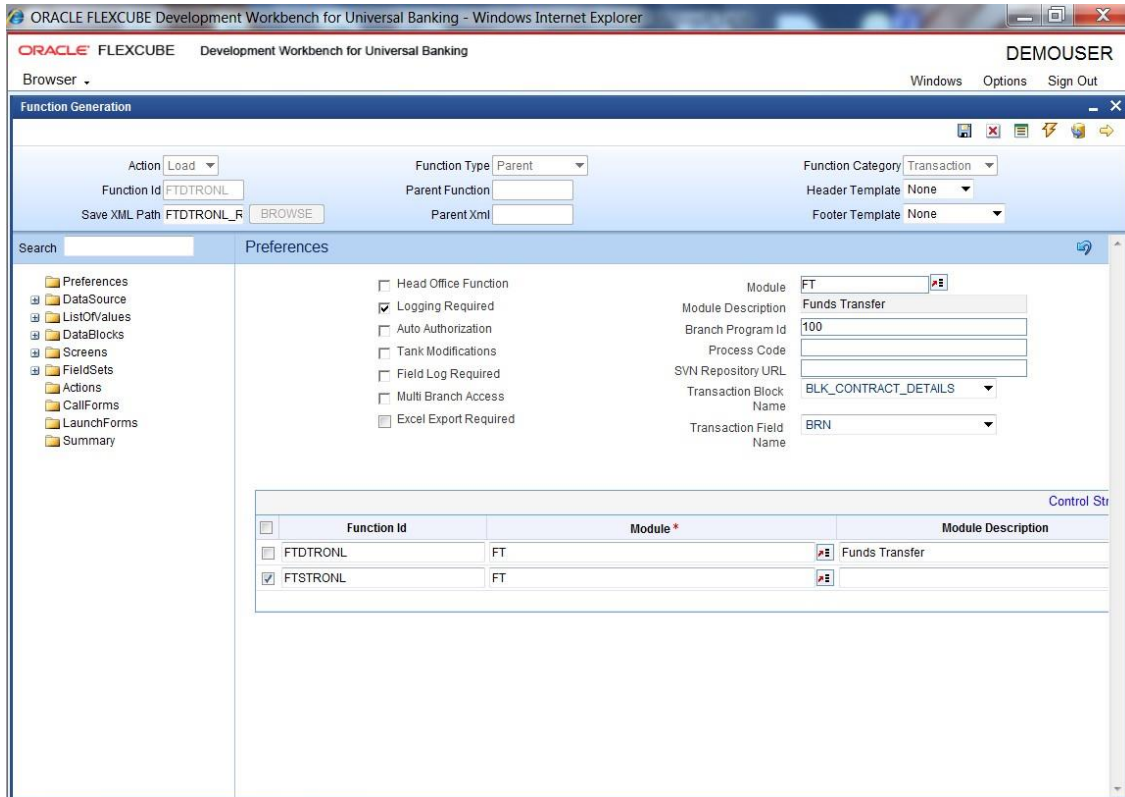 ORACLE FLEXCUBE Development Workbench for Universal Banking - Windows Internet Explorer
ORACLE FLEXCUBE Development Workbench for Universal Banking
DEMOUSER
Browser
Windows Options Sign Out
Function Generation
Action Load
Function Type Parent
Function Category Transaction
Function Id FTDTRONL
Parent Function
Header Template None
Save XML Path FTDTRONL_R BROWSE
Parent Xml
Footer Template None
Search
Preferences
Preferences
DataSource
ListOfValues
DataBlocks
Screens
FieldSets
Actions
CallForms
LaunchForms
Summary
Head Office Function
Logging Required
Auto Authorization
Tank Modifications
Field Log Required
Multi Branch Access
Excel Export Required
Module FT
Module Description Funds Transfer
Branch Program Id 100
Process Code
SVN Repository URL
Transaction Block Name BLK_CONTRACT_DETAILS
Transaction Field Name BRN
Control Str
Function Id Module * Module Description
FTDTRONL FT Funds Transfer
FTSTRONL FT